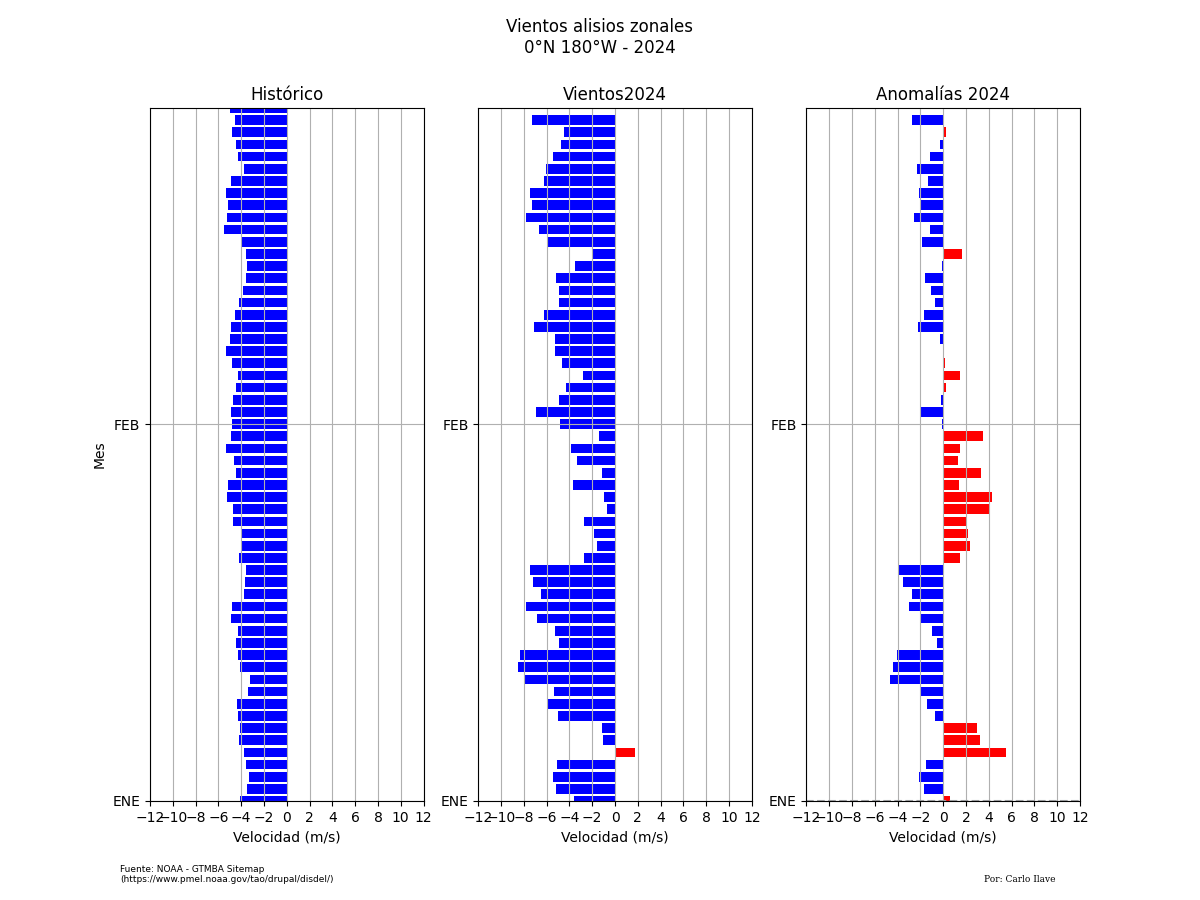 Vientos alisios zonales
0°N 180°W - 2024
Histórico
Vientos2024
Anomalías 2024
FEB
FEB
FEB
Mes
ENE
ENE
ENE
−12 −10 −8 −6 −4 −2 0 2 4 6 8 10 12
−12 −10 −8 −6 −4 −2 0 2 4 6 8 10 12
−12 −10 −8 −6 −4 −2 0 2 4 6 8 10 12
Velocidad (m/s)
Velocidad (m/s)
Velocidad (m/s)
Fuente: NOAA - GTMBA Sitemap
(https://www.pmel.noaa.gov/tao/drupal/disdel/)
Por: Carlo Ilave